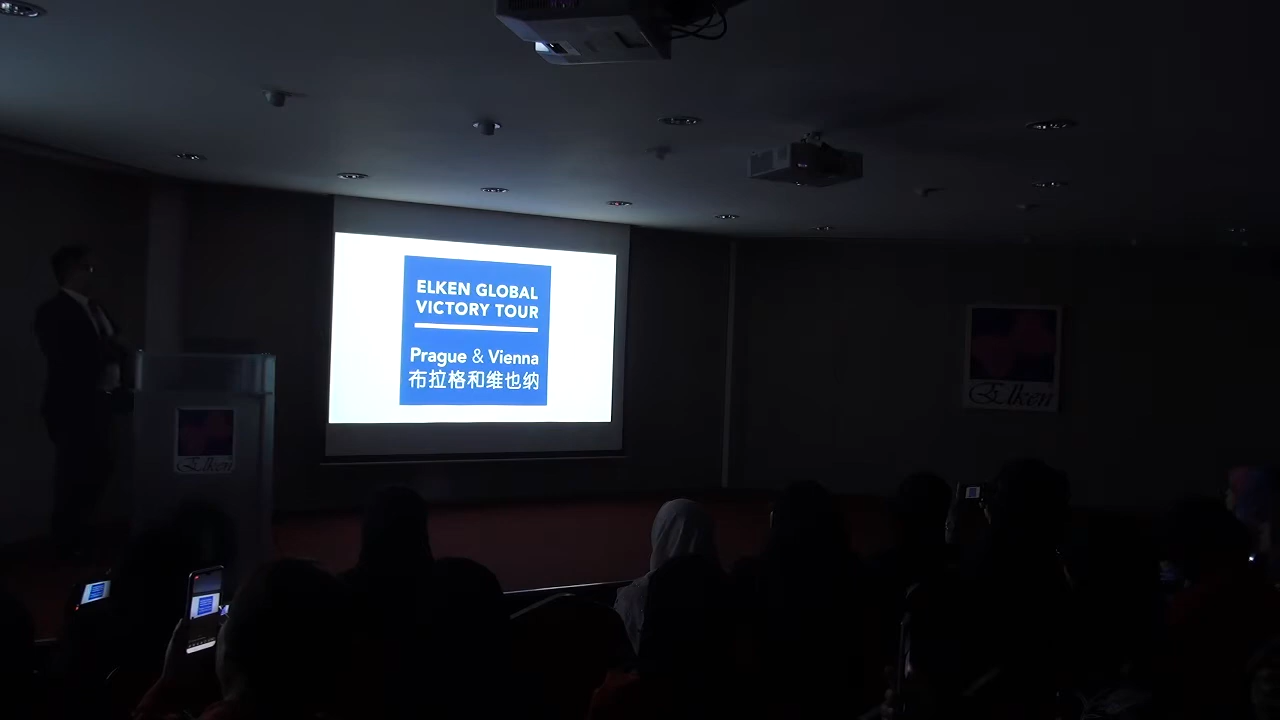 ELKEN GLOBAL
VICTORY TOUR
Prague & Vienna
布拉格和维也纳
Elken
Elken